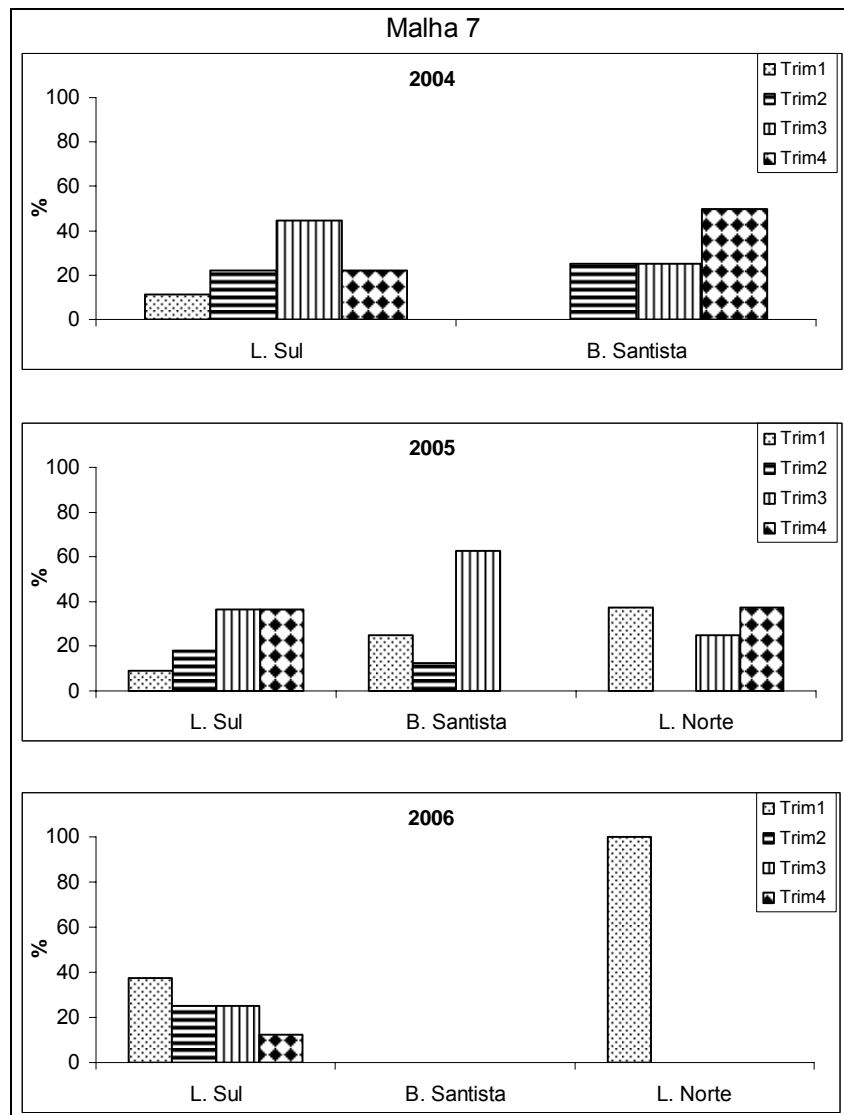 Malha 7
2004
Trim1
Trim2
Trim3
Trim4
100
80
60
40
20
0
%
L. Sul B. Santista
2005
Trim1
Trim2
Trim3
Trim4
100
80
60
40
20
0
%
L. Sul B. Santista L. Norte
2006
Trim1
Trim2
Trim3
Trim4
100
80
60
40
20
0
%
L. Sul B. Santista L. Norte